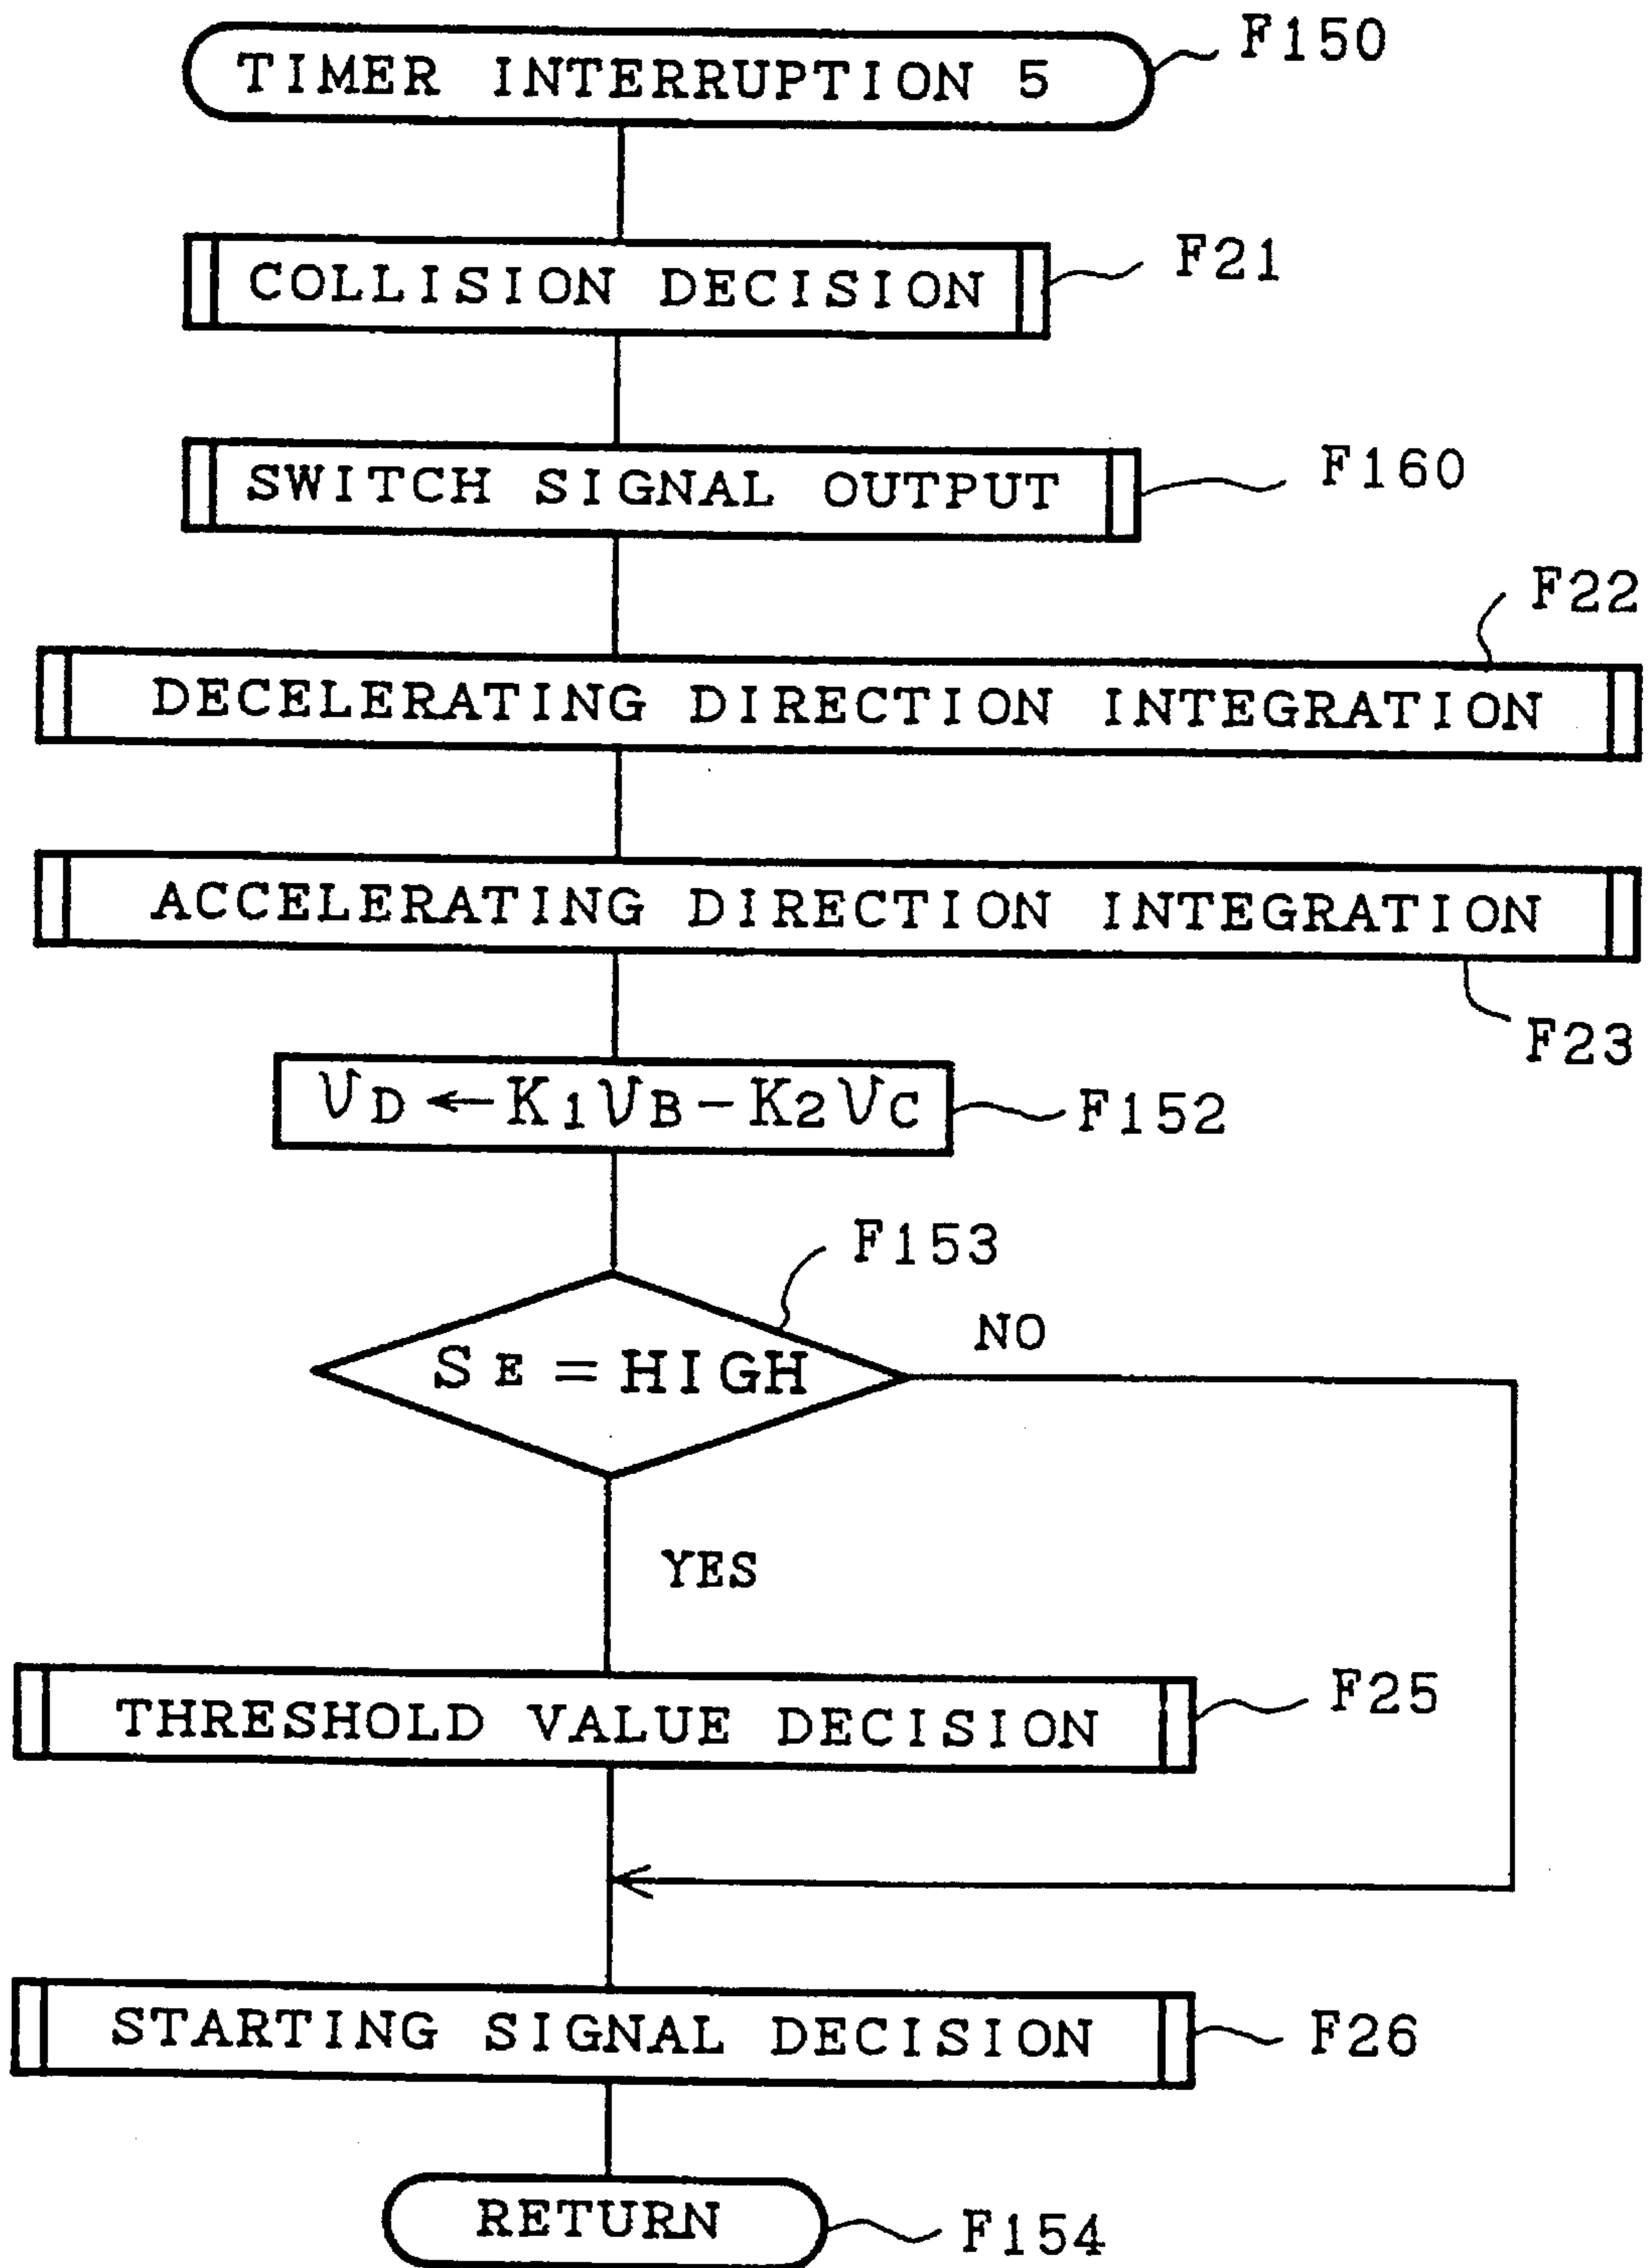 TIMER INTERRUPTION 5
F150
COLLISION DECISION
F21
SWITCH SIGNAL OUTPUT
F160
F22
DECELERATING DIRECTION INTEGRATION
ACCELERATING DIRECTION INTEGRATION
F23
VD ← K1VB − K2VC
F152
F153
SE = HIGH
NO
YES
THRESHOLD VALUE DECISION
F25
STARTING SIGNAL DECISION
F26
RETURN
F154